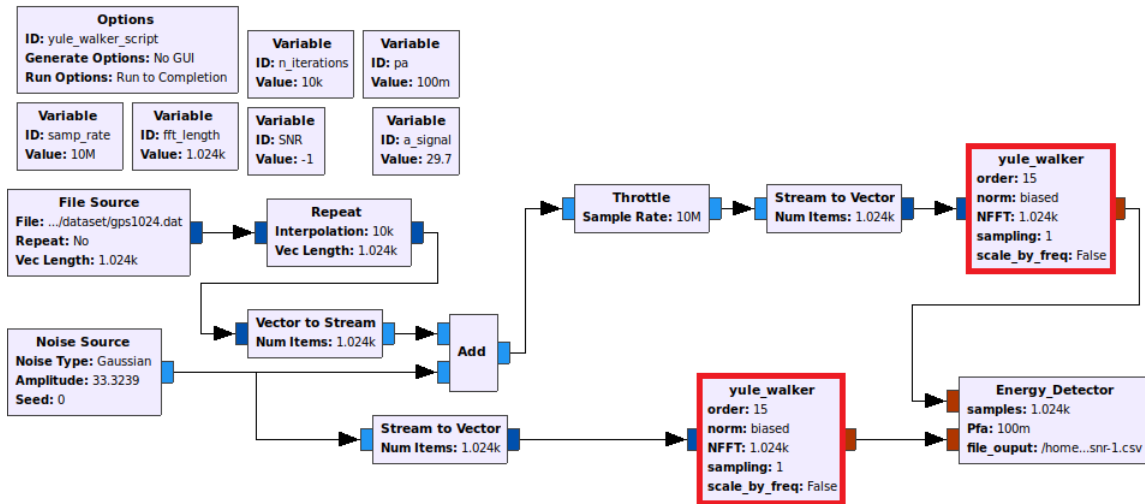 Options
ID: yule_walker_script
Generate Options: No GUI
Run Options: Run to Completion
Variable
ID: n_iterations
Value: 10k
Variable
ID: pa
Value: 100m
Variable
ID: samp_rate
Value: 10M
Variable
ID: fft_length
Value: 1.024k
Variable
ID: SNR
Value: -1
Variable
ID: a_signal
Value: 29.7
File Source
File: .../dataset/gps1024.dat
Repeat: No
Vec Length: 1.024k
Repeat
Interpolation: 10k
Vec Length: 1.024k
Throttle
Sample Rate: 10M
Stream to Vector
Num Items: 1.024k
yule_walker
order: 15
norm: biased
NFFT: 1.024k
sampling: 1
scale_by_freq: False
Vector to Stream
Num Items: 1.024k
Add
Noise Source
Noise Type: Gaussian
Amplitude: 33.3239
Seed: 0
Stream to Vector
Num Items: 1.024k
yule_walker
order: 15
norm: biased
NFFT: 1.024k
sampling: 1
scale_by_freq: False
Energy_Detector
samples: 1.024k
Pfa: 100m
file_ouput: /home...snr-1.csv